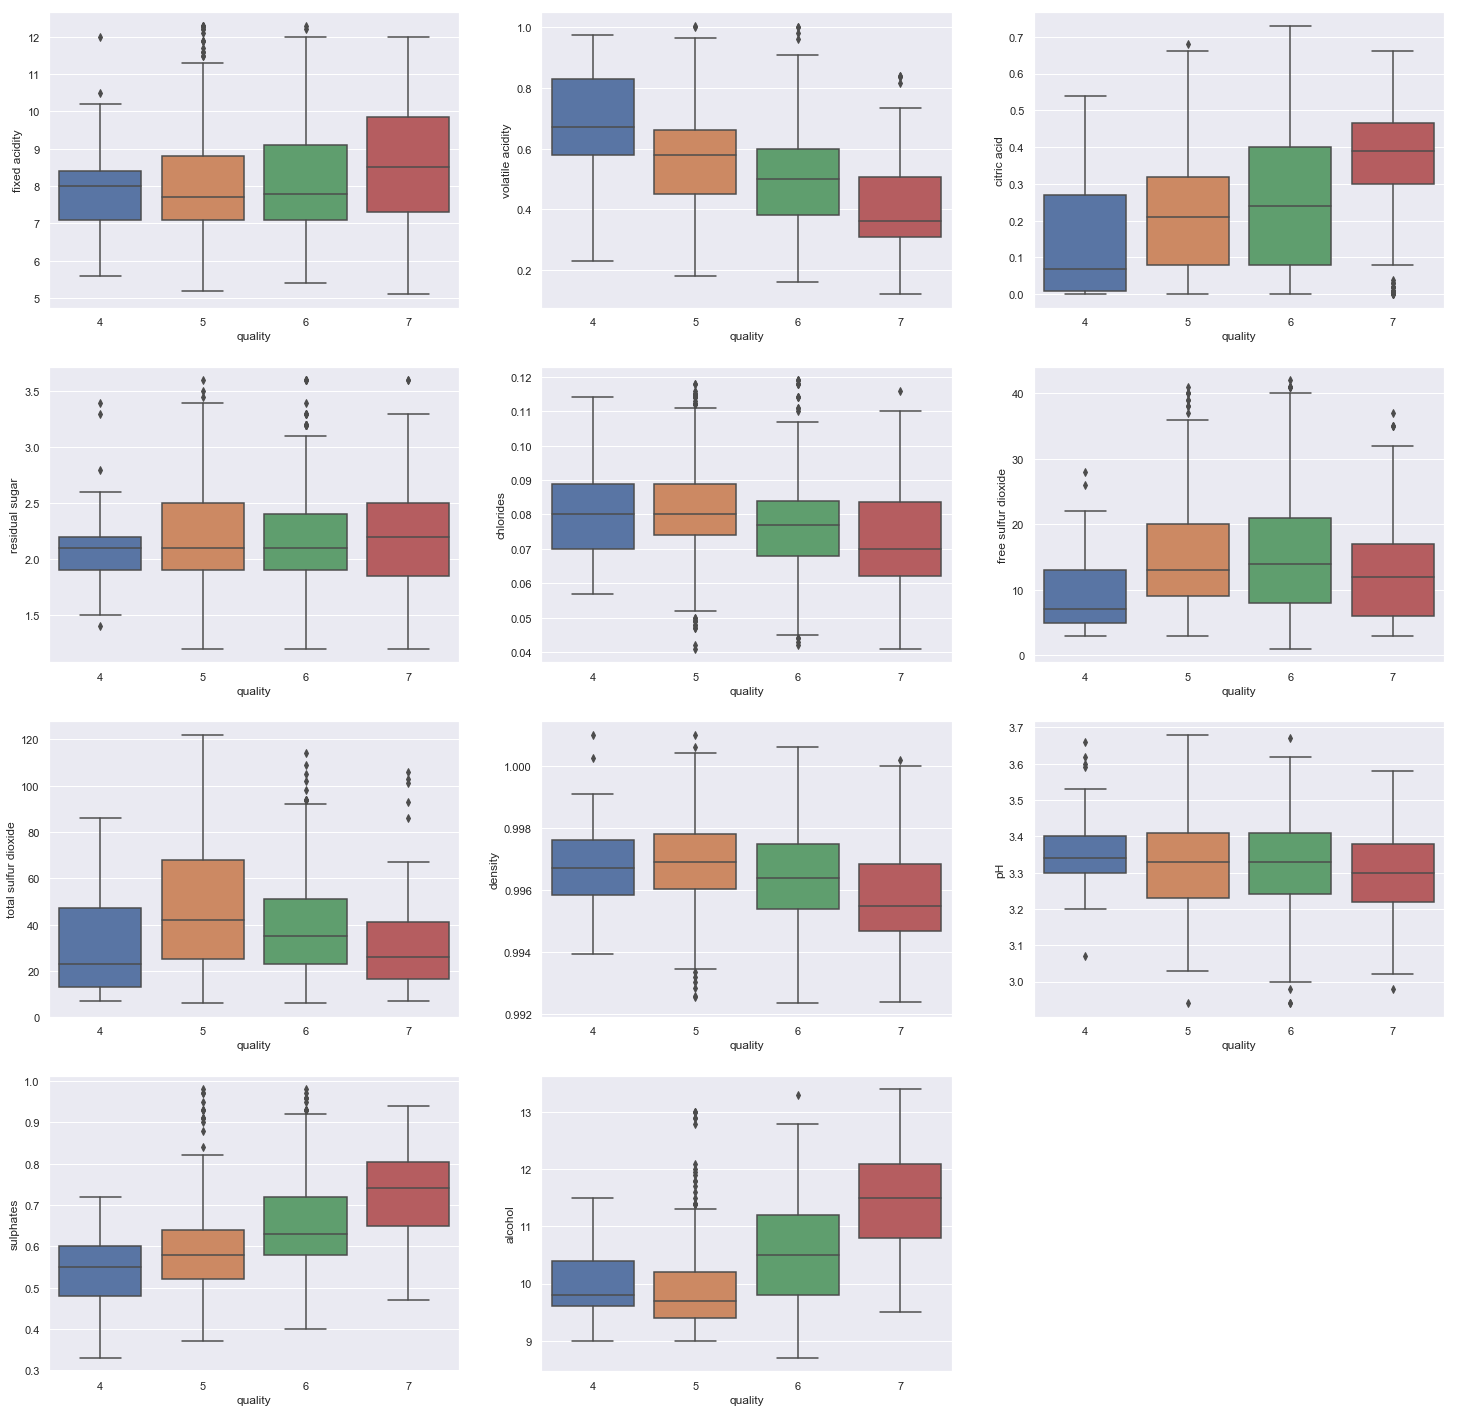 fixed acidity
12
11
10
9
8
7
6
5
4 5 6 7
quality
volatile acidity
1.0
0.8
0.6
0.4
0.2
4 5 6 7
quality
citric acid
0.7
0.6
0.5
0.4
0.3
0.2
0.1
0.0
4 5 6 7
quality
residual sugar
3.5
3.0
2.5
2.0
1.5
4 5 6 7
quality
chlorides
0.12
0.11
0.10
0.09
0.08
0.07
0.06
0.05
0.04
4 5 6 7
quality
free sulfur dioxide
40
30
20
10
0
4 5 6 7
quality
total sulfur dioxide
120
100
80
60
40
20
0
4 5 6 7
quality
density
1.000
0.998
0.996
0.994
0.992
4 5 6 7
quality
pH
3.7
3.6
3.5
3.4
3.3
3.2
3.1
3.0
4 5 6 7
quality
sulphates
1.0
0.9
0.8
0.7
0.6
0.5
0.4
0.3
4 5 6 7
quality
alcohol
13
12
11
10
9
4 5 6 7
quality